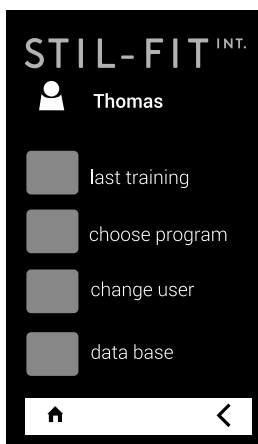 STIL-FIT INT.
Thomas
last training
choose program
change user
data base